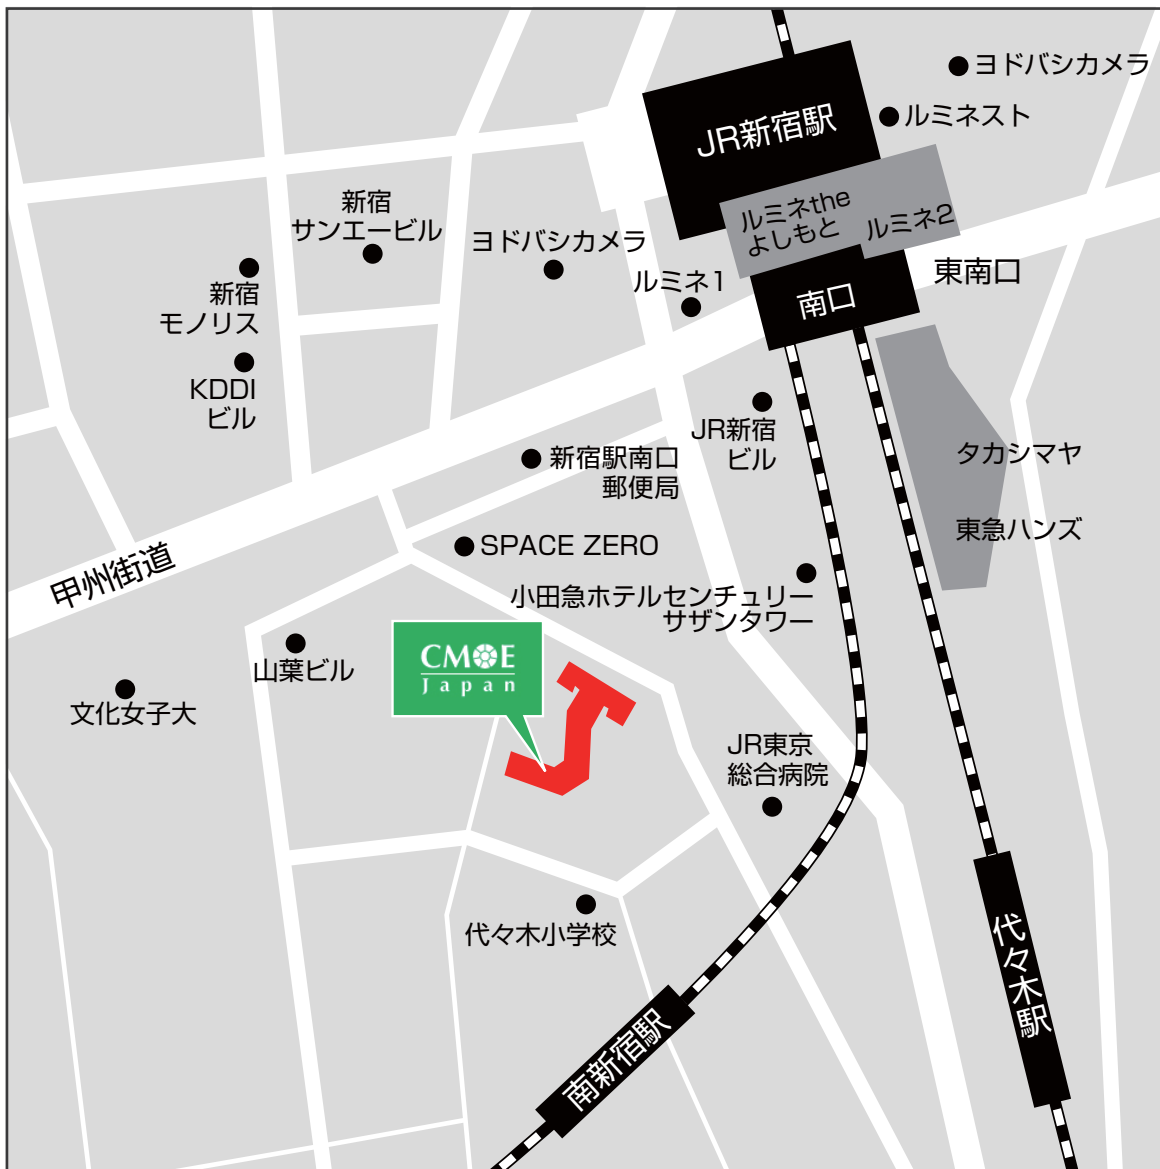 ヨドバシカメラ
ルミネスト
JR新宿駅
ルミネthe
よしもと
ルミネ2
新宿
サンエービル
ヨドバシカメラ
ルミネ1
南口
東南口
新宿
モノリス
KDDI
ビル
JR新宿
ビル
新宿駅南口
郵便局
タカシマヤ
東急ハンズ
SPACE ZERO
甲州街道
小田急ホテルセンチュリー
サザンタワー
CMOE
Japan
山葉ビル
文化女子大
JR東京
総合病院
代々木小学校
代々木駅
南新宿駅